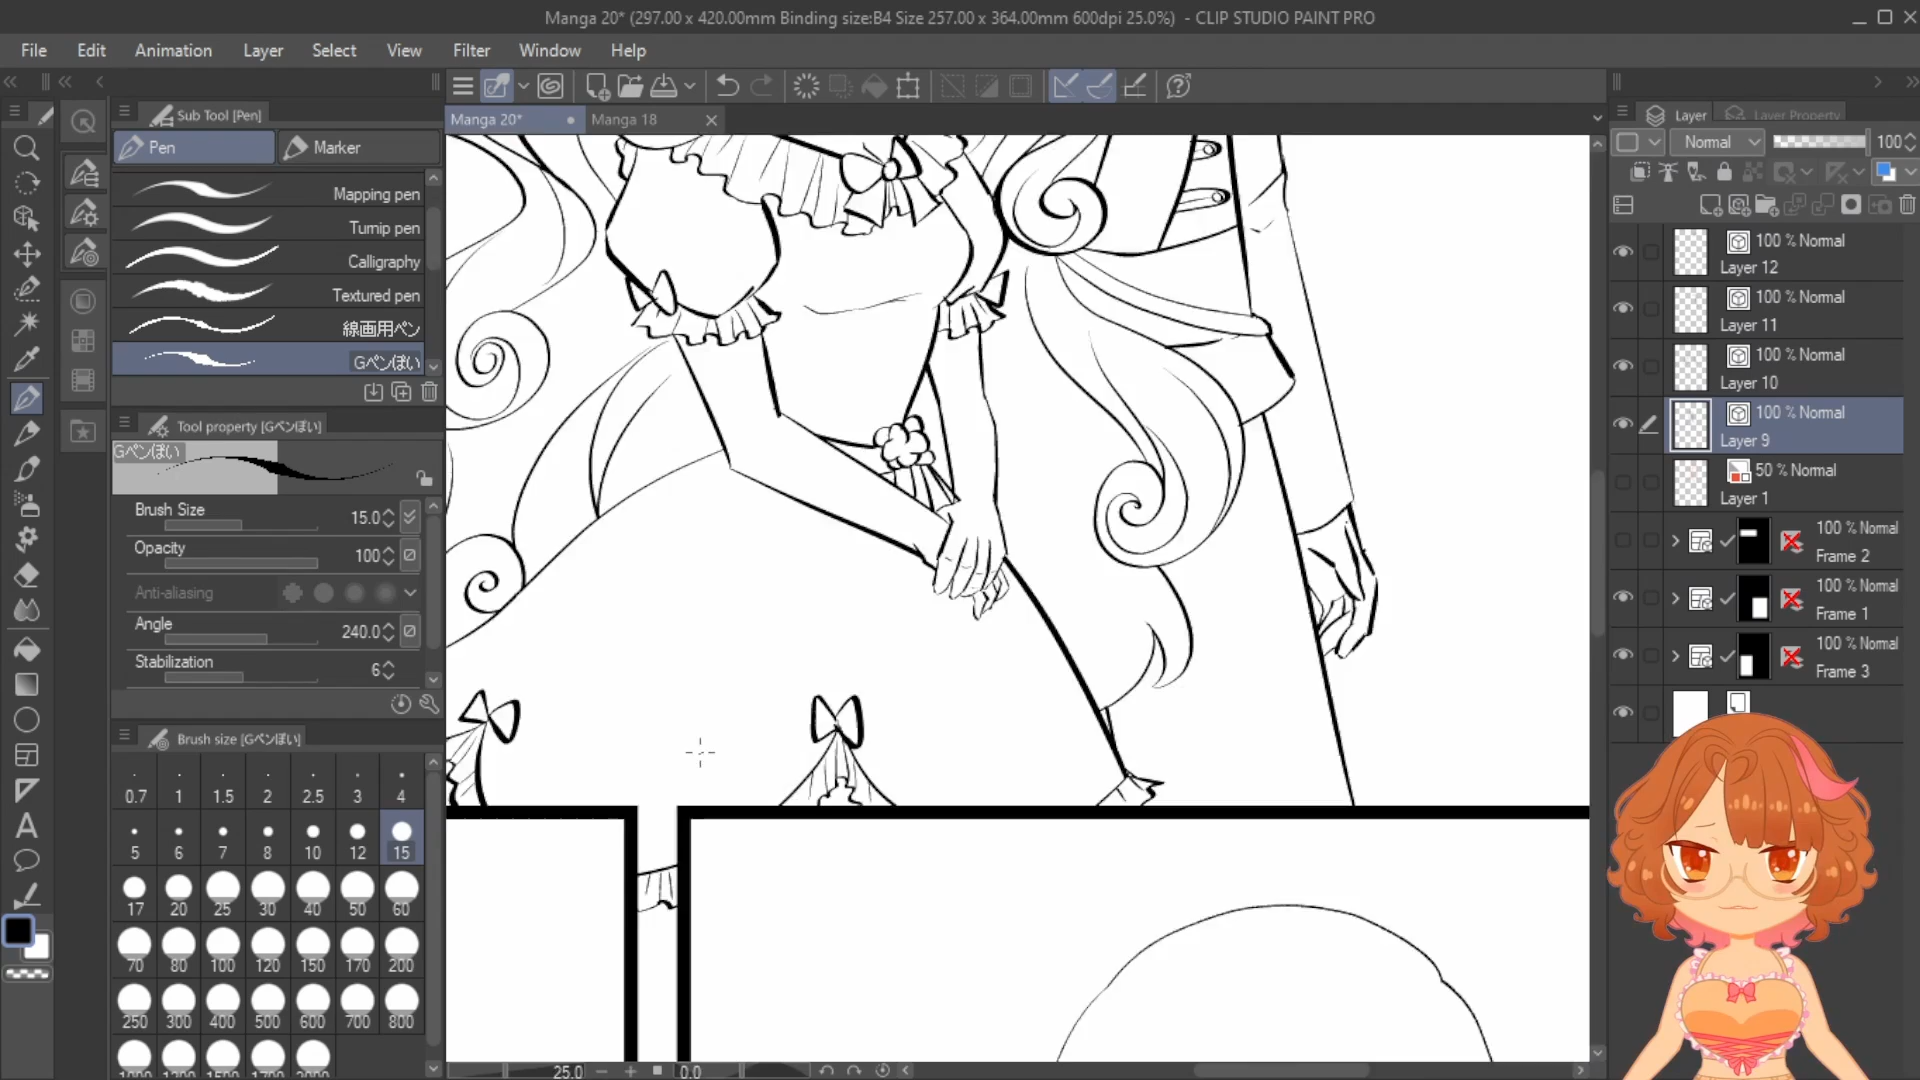 Manga 20* (297.00 x 420.00mm Binding size:B4 Size 257.00 x 364.00mm 600dpi 25.0%) - CLIP STUDIO PAINT PRO
File Edit Animation Layer Select View Filter Window Help
Sub Tool [Pen]
Pen
Marker
Mapping pen
Turnip pen
Calligraphy
Textured pen
線画用ペン
Gペンぽい
Tool property [Gペンぽい]
Gペンぽい
Brush Size 15.0
Opacity 100
Anti-aliasing
Angle 240.0
Stabilization 6
Brush size [Gペンぽい]
0.7 1 1.5 2 2.5 3 4
5 6 7 8 10 12 15
17 20 25 30 40 50 60
70 80 100 120 150 170 200
250 300 400 500 600 700 800
Manga 20*
Manga 18
25.0
0.0
Layer
Layer Property
Normal 100
100 % Normal
Layer 12
100 % Normal
Layer 11
100 % Normal
Layer 10
100 % Normal
Layer 9
50 % Normal
Layer 1
100 % Normal
Frame 2
100 % Normal
Frame 1
100 % Normal
Frame 3